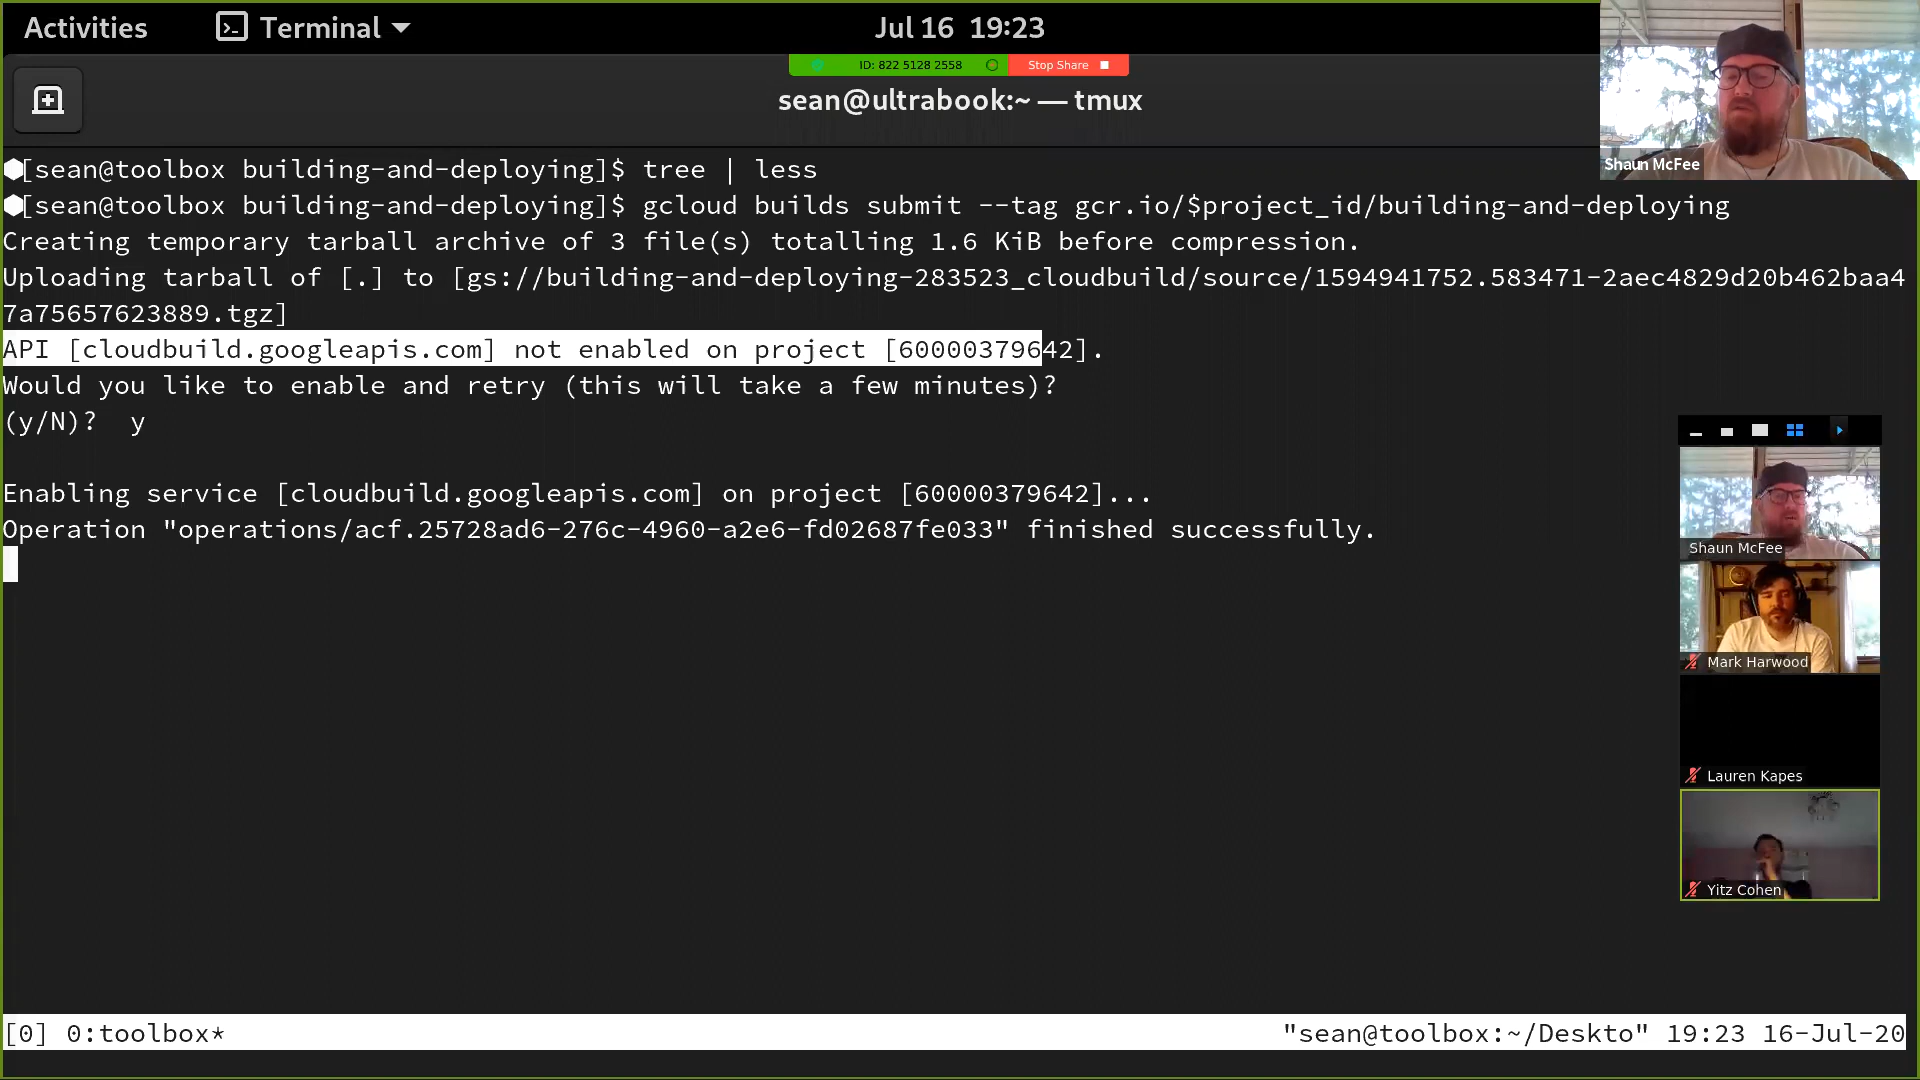 Activities
Terminal
Jul 16 19:23
ID: 822 5128 2558
Stop Share
sean@ultrabook:~ — tmux
Shaun McFee
[sean@toolbox building-and-deploying]$ tree | less
[sean@toolbox building-and-deploying]$ gcloud builds submit --tag gcr.io/$project_id/building-and-deploying
Creating temporary tarball archive of 3 file(s) totalling 1.6 KiB before compression.
Uploading tarball of [.] to [gs://building-and-deploying-283523_cloudbuild/source/1594941752.583471-2aec4829d20b462baa4
7a75657623889.tgz]
API [cloudbuild.googleapis.com] not enabled on project [60000379642].
Would you like to enable and retry (this will take a few minutes)?
(y/N)?  y
Enabling service [cloudbuild.googleapis.com] on project [60000379642]...
Operation "operations/acf.25728ad6-276c-4960-a2e6-fd02687fe033" finished successfully.
Shaun McFee
Mark Harwood
Lauren Kapes
Yitz Cohen
[0] 0:toolbox*
"sean@toolbox:~/Deskto" 19:23 16-Jul-20